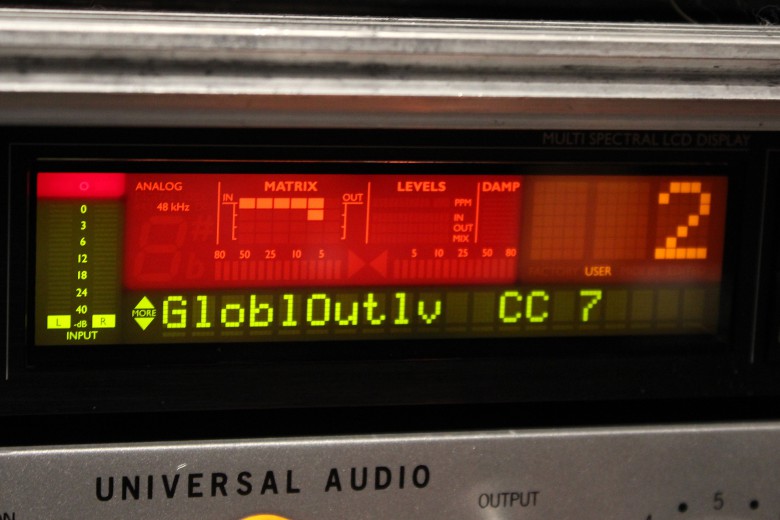 MULTI SPECTRAL LCD DISPLAY
ANALOG MATRIX LEVELS DAMP 2
48 kHz IN OUT PPM
IN
OUT
MIX
80 50 25 10 5 5 10 25 50 80
USER
0
3
6
12
18
24
40
L -dB R
INPUT
MORE GloblOutlv CC 7
UNIVERSAL AUDIO
OUTPUT
5